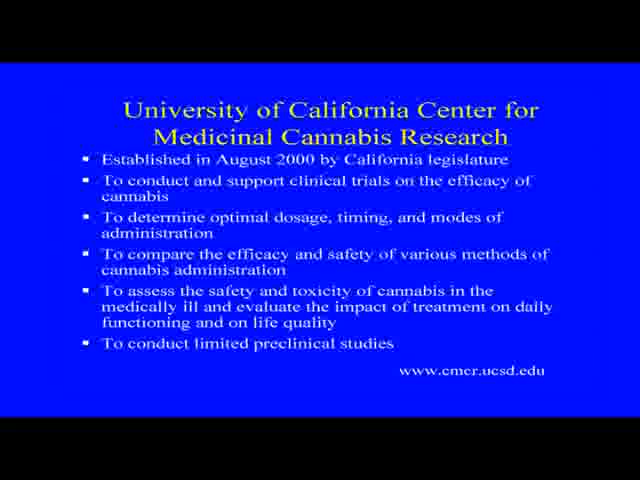 University of California Center for
Medicinal Cannabis Research
▪ Established in August 2000 by California legislature
▪ To conduct and support clinical trials on the efficacy of
cannabis
▪ To determine optimal dosage, timing, and modes of
administration
▪ To compare the efficacy and safety of various methods of
cannabis administration
▪ To assess the safety and toxicity of cannabis in the
medically ill and evaluate the impact of treatment on daily
functioning and on life quality
▪ To conduct limited preclinical studies
www.cmcr.ucsd.edu